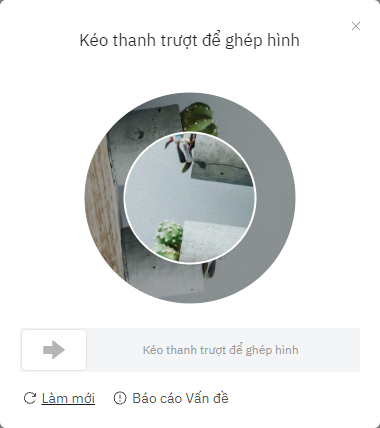 Kéo thanh trượt để ghép hình
Kéo thanh trượt để ghép hình
Làm mới
Báo cáo Vấn đề